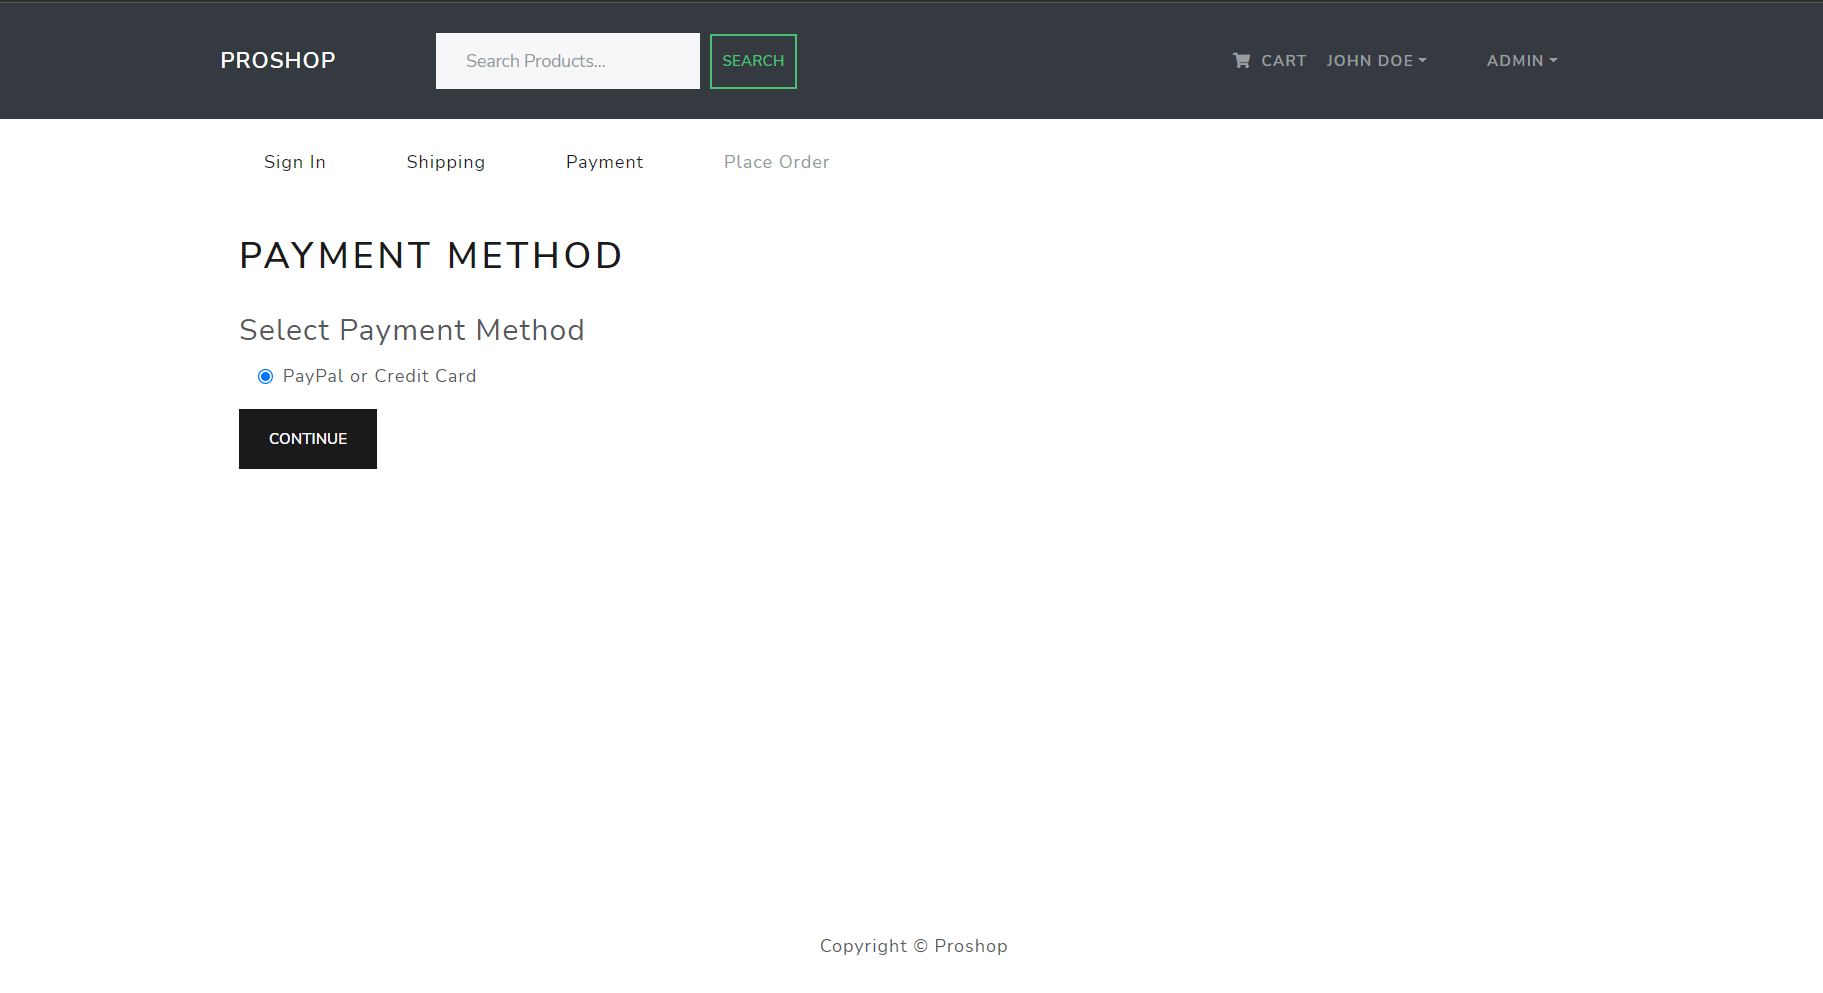 PROSHOP Search Products... SEARCH CART JOHN DOE ADMIN
Sign In Shipping Payment Place Order
PAYMENT METHOD
Select Payment Method
PayPal or Credit Card
CONTINUE
Copyright © Proshop